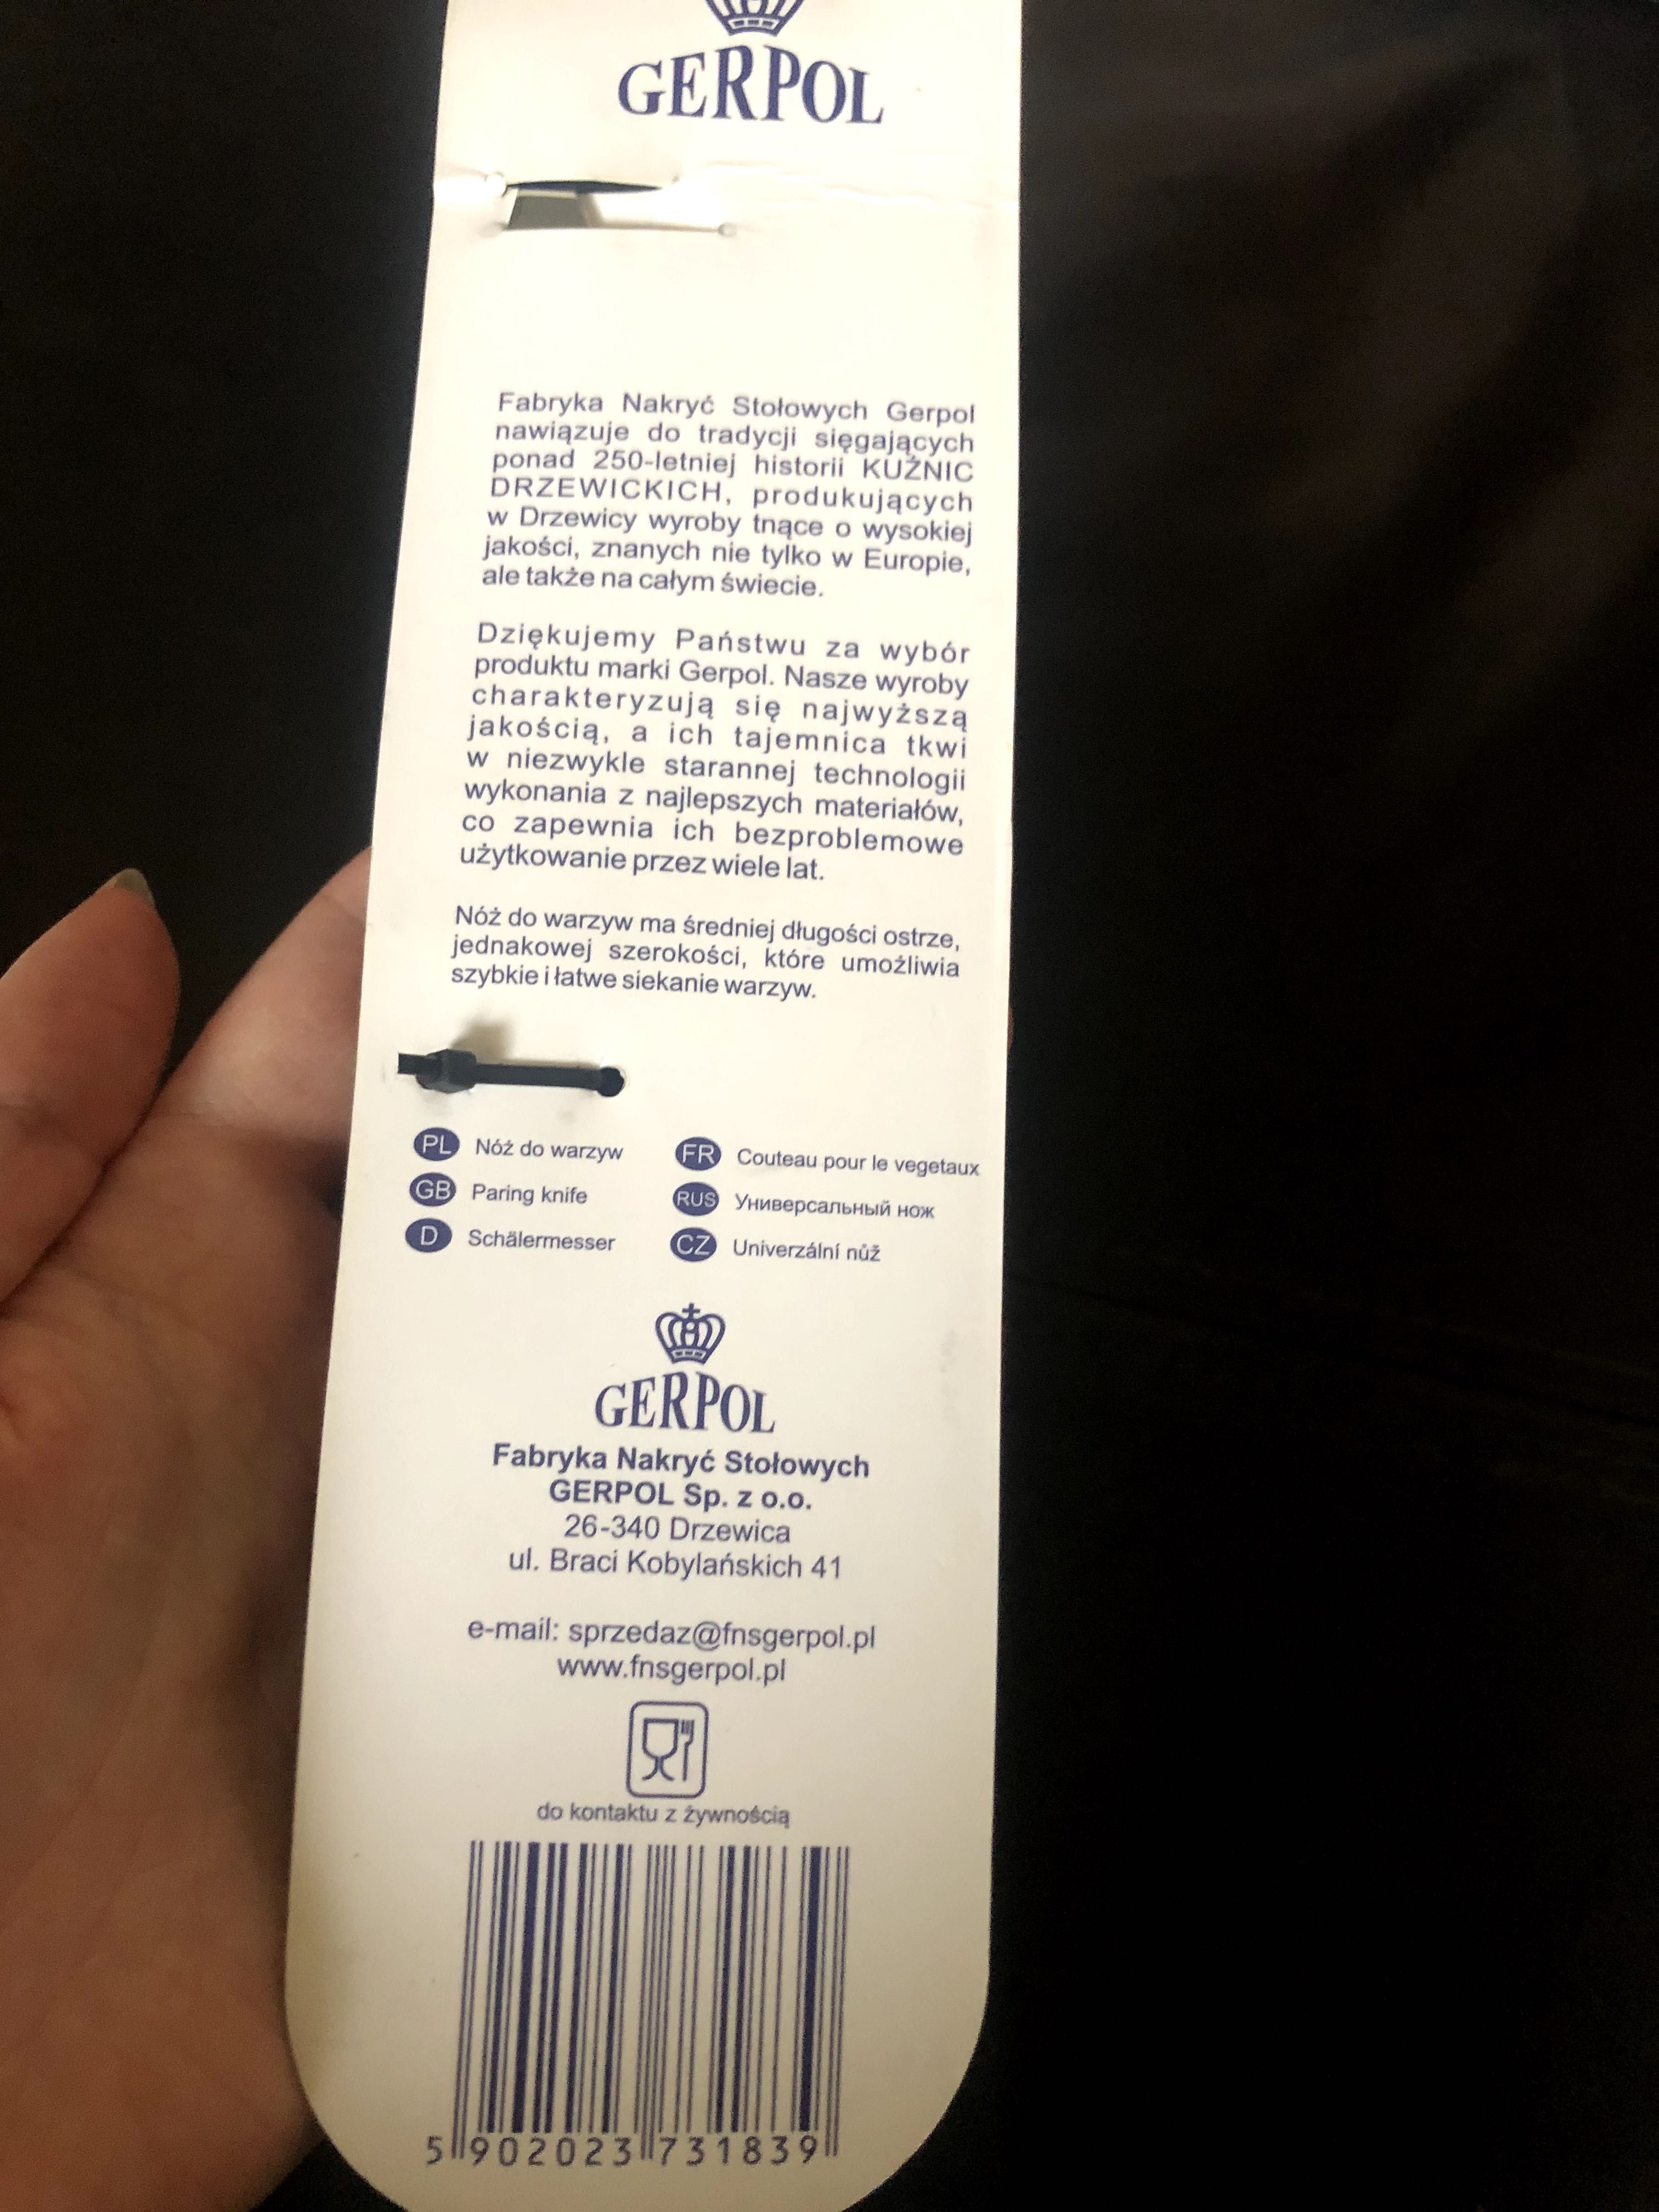 GERPOL
Fabryka Nakryć Stołowych Gerpol
nawiązuje do tradycji sięgających
ponad 250-letniej historii KUŹNIC
DRZEWICKICH, produkujących
w Drzewicy wyroby tnące o wysokiej
jakości, znanych nie tylko w Europie,
ale także na całym świecie.
Dziękujemy Państwu za wybór
produktu marki Gerpol. Nasze wyroby
charakteryzują się najwyższą
jakością, a ich tajemnica tkwi
w niezwykle starannej technologii
wykonania z najlepszych materiałów,
co zapewnia ich bezproblemowe
użytkowanie przez wiele lat.
Nóż do warzyw ma średniej długości ostrze,
jednakowej szerokości, które umożliwia
szybkie i łatwe siekanie warzyw.
PL Nóż do warzyw
GB Paring knife
D Schälermesser
FR Couteau pour le vegetaux
RUS Универсальный нож
CZ Univerzální nůž
GERPOL
Fabryka Nakryć Stołowych
GERPOL Sp. z o.o.
26-340 Drzewica
ul. Braci Kobylańskich 41
e-mail: sprzedaz@fnsgerpol.pl
www.fnsgerpol.pl
do kontaktu z żywnością
5 902023 731839